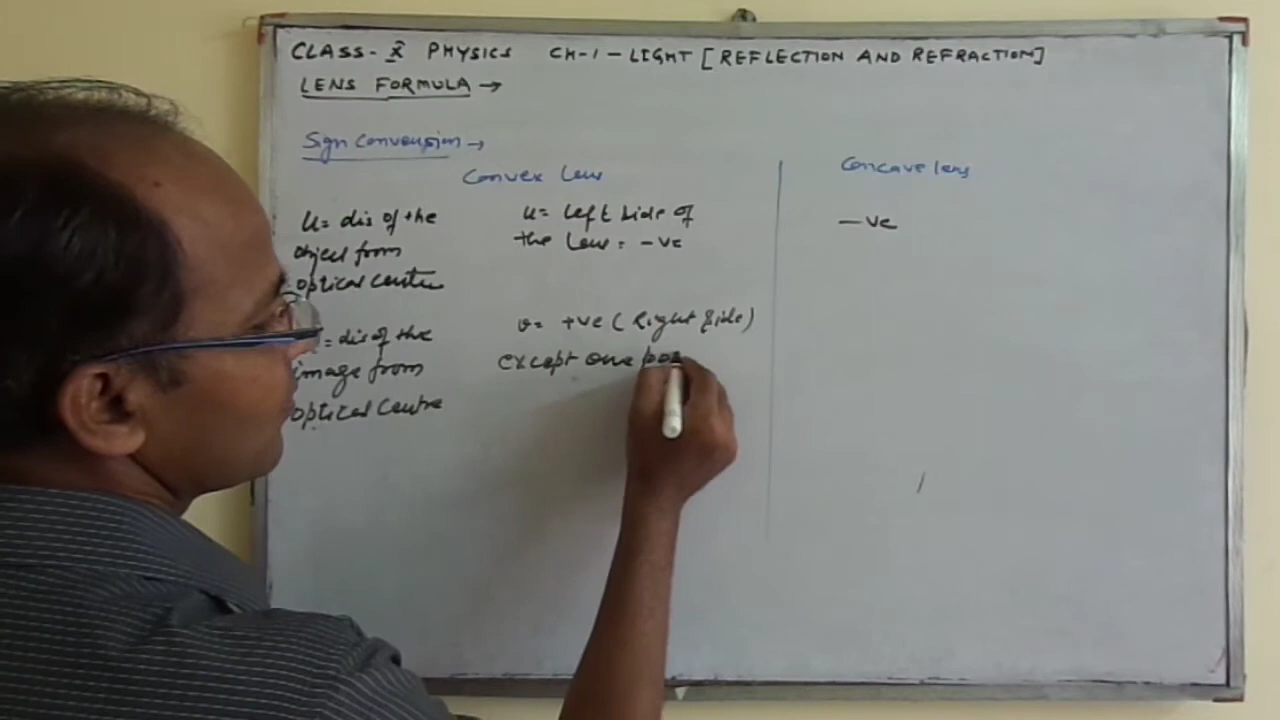 CLASS-X PHYSICS CH-1-LIGHT [REFLECTION AND REFRACTION]
LENS FORMULA →
Sign Convension →
Convex Lens
Concave lens
u= dis of the
object from
optical centre
u= left side of
the lens = -ve
-ve
= dis of the
image from
optical centre
v= +ve (Right side)
except one pos